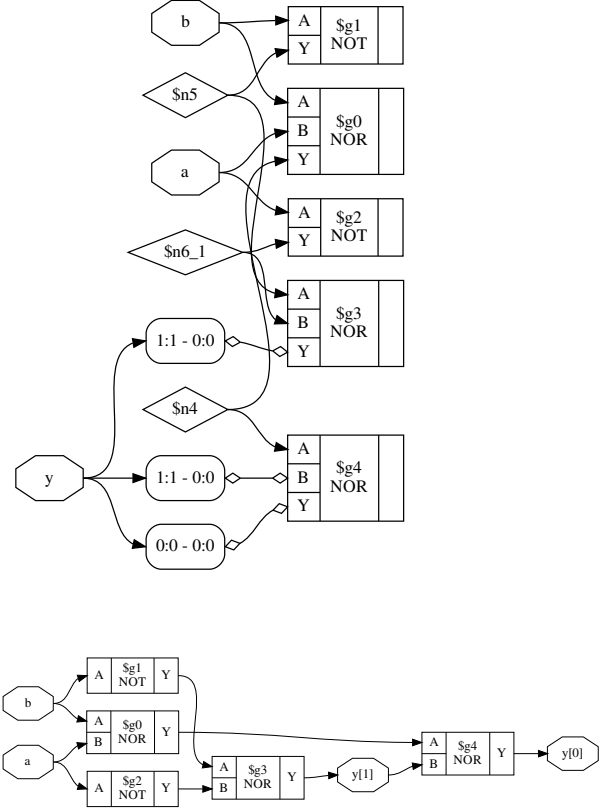 b
A
$g1
Y
NOT
$n5
A
$g0
B
NOR
Y
a
A
$g2
Y
NOT
$n6_1
A
$g3
B
NOR
1:1 - 0:0
Y
$n4
A
$g4
y
1:1 - 0:0
B
NOR
Y
0:0 - 0:0
A
$g1
NOT
Y
b
A
B
$g0
NOR
Y
a
A
$g2
NOT
Y
A
B
$g3
NOR
Y
y[1]
A
B
$g4
NOR
Y
y[0]